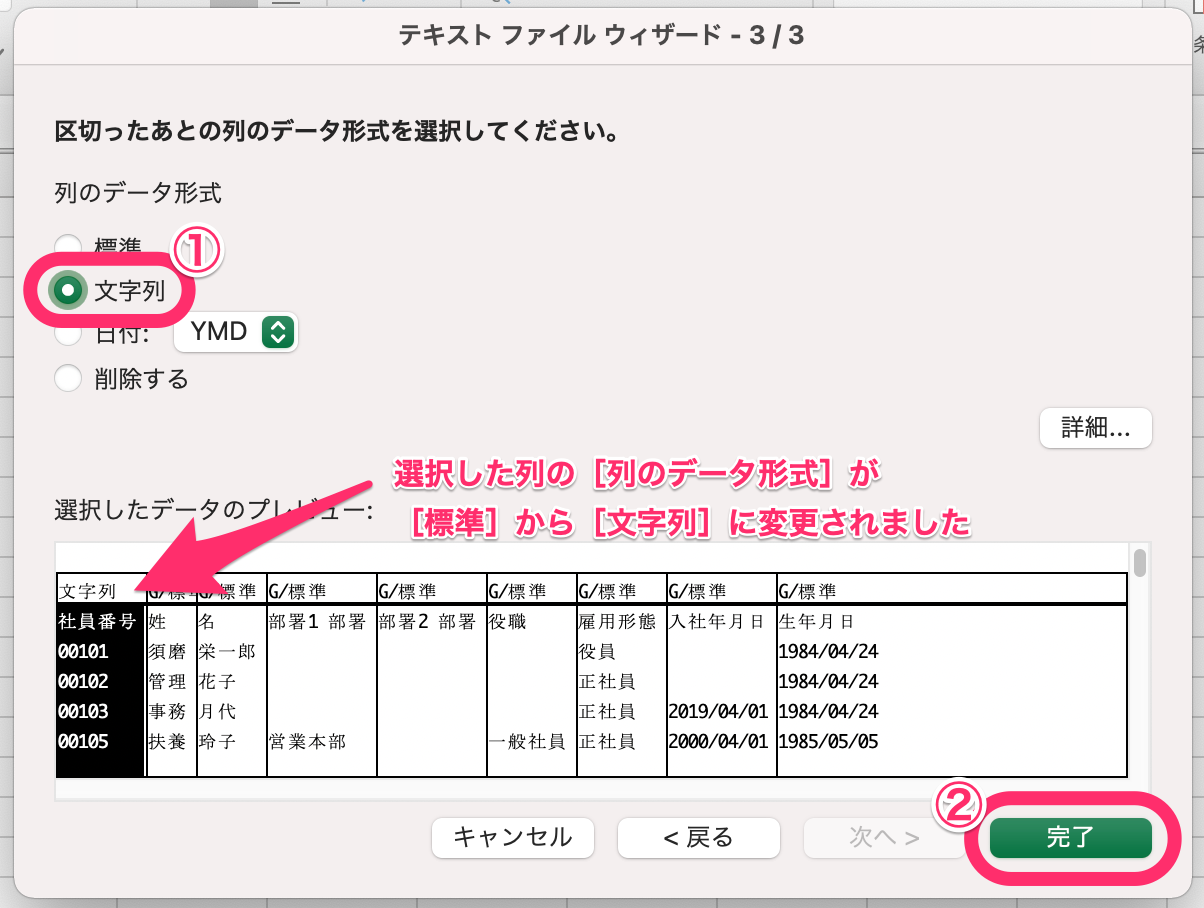 テキスト ファイル ウィザード - 3 / 3
条
区切ったあとの列のデータ形式を選択してください。
列のデータ形式
標準
①
文字列
日付: YMD
削除する
詳細...
選択した列の［列のデータ形式］が
［標準］から［文字列］に変更されました
選択したデータのプレビュー:
文字列 G/標準 G/標準 G/標準 G/標準 G/標準 G/標準 G/標準 G/標準
社員番号 姓 名 部署1 部署 部署2 部署 役職 雇用形態 入社年月日 生年月日
00101 須磨 栄一郎 役員 1984/04/24
00102 管理 花子 正社員 1984/04/24
00103 事務 月代 正社員 2019/04/01 1984/04/24
00105 扶養 玲子 営業本部 一般社員 正社員 2000/04/01 1985/05/05
②
キャンセル < 戻る 次へ > 完了